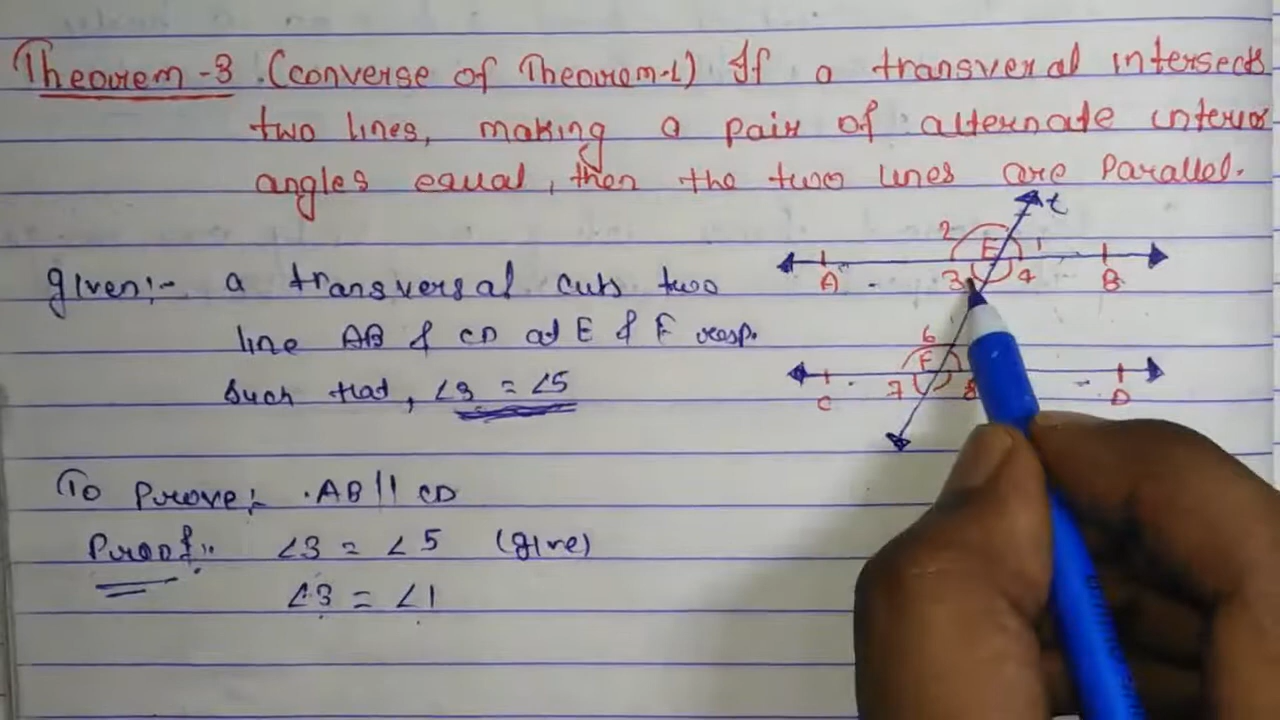 Theorem-3 (converse of Theorem-1) If a transveral intersects
two lines, making a pair of alternate interior
angles equal, then the two lines are Parallel.
t
2 E 1
A 3 4 B
given:- a transversal cuts two
line AB & CD at E & F resp.
6
F
C 7 8 D
Such that, ∠3 = ∠5
To Prove:- AB || CD
Proof:- ∠3 = ∠5 (give)
∠3 = ∠1